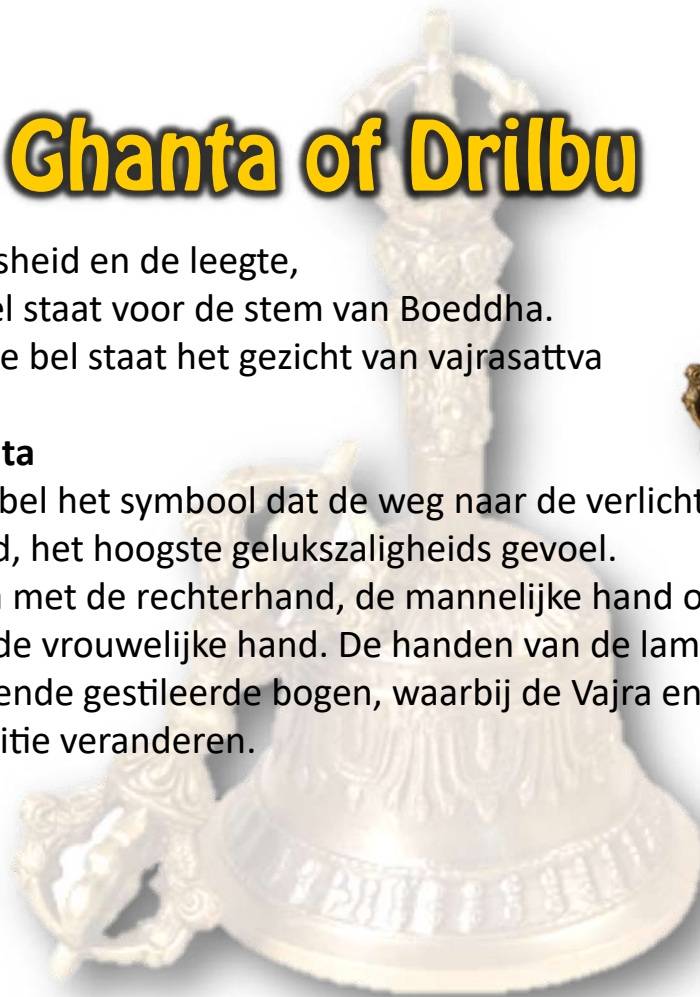 Ghanta of Drilbu
sheid en de leegte,
el staat voor de stem van Boeddha.
e bel staat het gezicht van vajrasattva
ta
bel het symbool dat de weg naar de verlicht
d, het hoogste gelukszaligheids gevoel.
met de rechterhand, de mannelijke hand o
de vrouwelijke hand. De handen van de lam
ende gestileerde bogen, waarbij de Vajra en
itie veranderen.